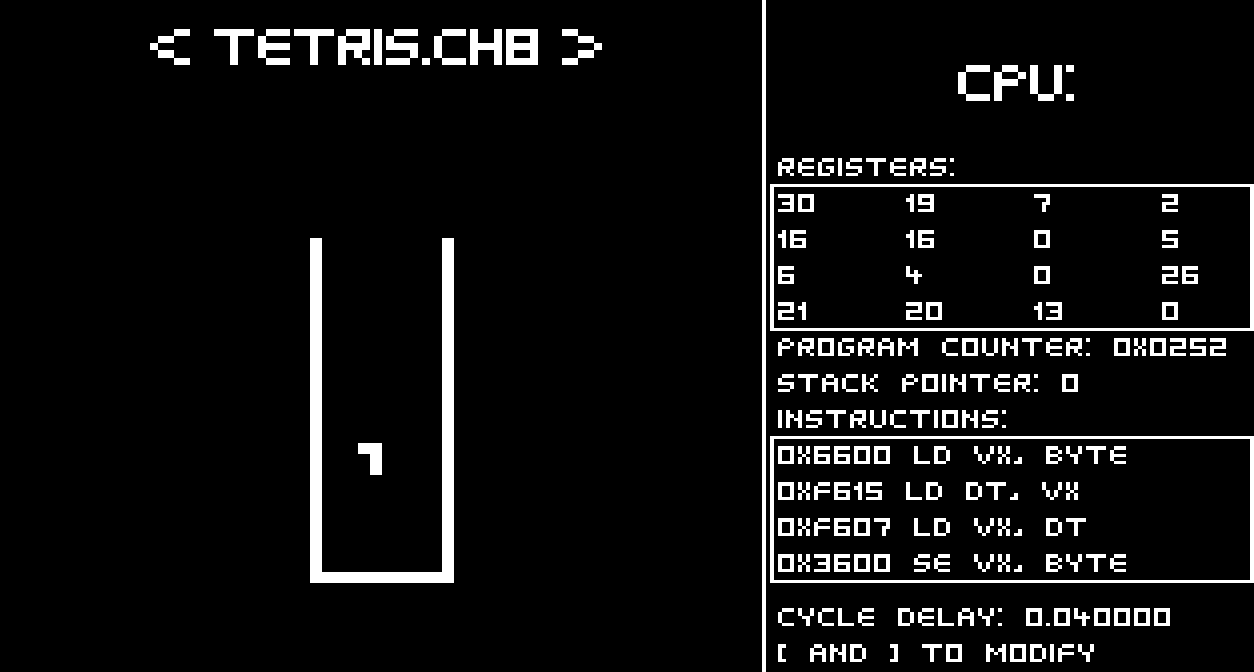 < TETRIS.CH8 >
CPU:
REGISTERS:
30 19 7 2
16 16 0 5
6 4 0 26
21 20 13 0
PROGRAM COUNTER: 0X0252
STACK POINTER: 0
INSTRUCTIONS:
0X6600 LD VX, BYTE
0XF615 LD DT, VX
0XF607 LD VX, DT
0X3600 SE VX, BYTE
CYCLE DELAY: 0.040000
[ AND ] TO MODIFY